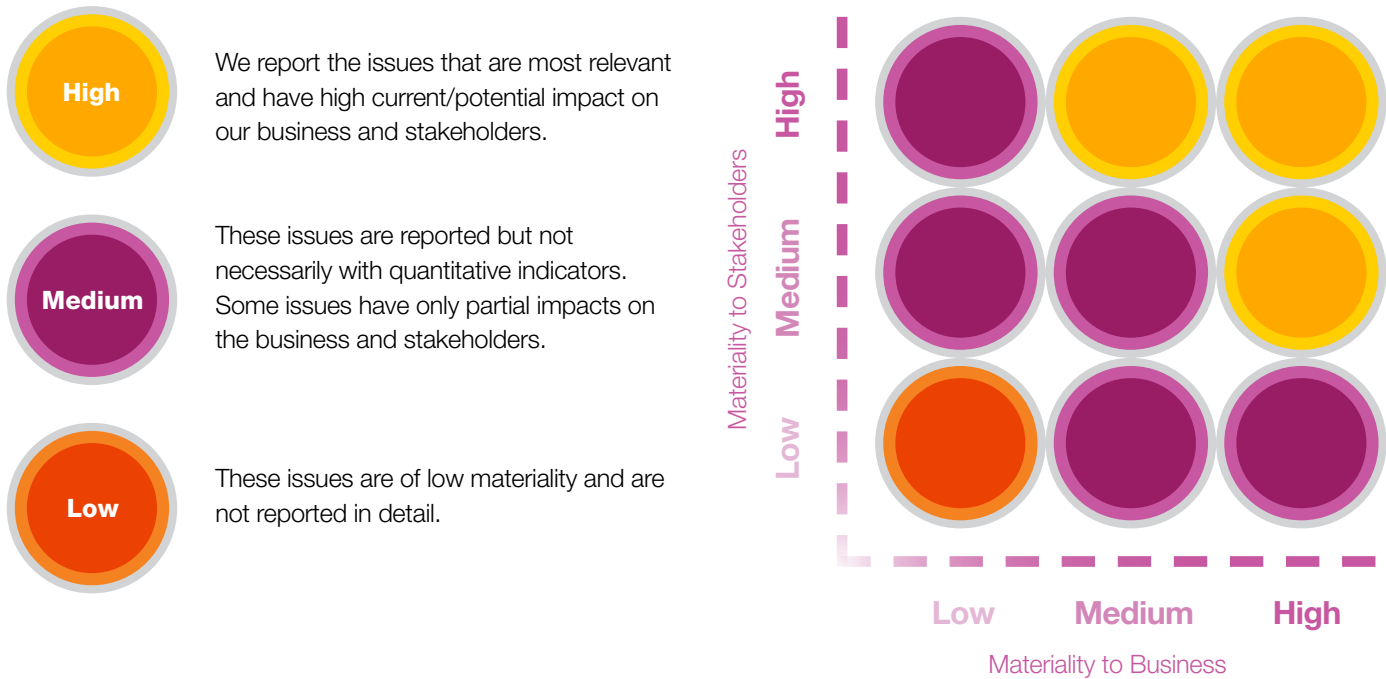 High
We report the issues that are most relevant
and have high current/potential impact on
our business and stakeholders.
Medium
These issues are reported but not
necessarily with quantitative indicators.
Some issues have only partial impacts on
the business and stakeholders.
Low
These issues are of low materiality and are
not reported in detail.
Materiality to Stakeholders
High
Medium
Low
Low Medium High
Materiality to Business